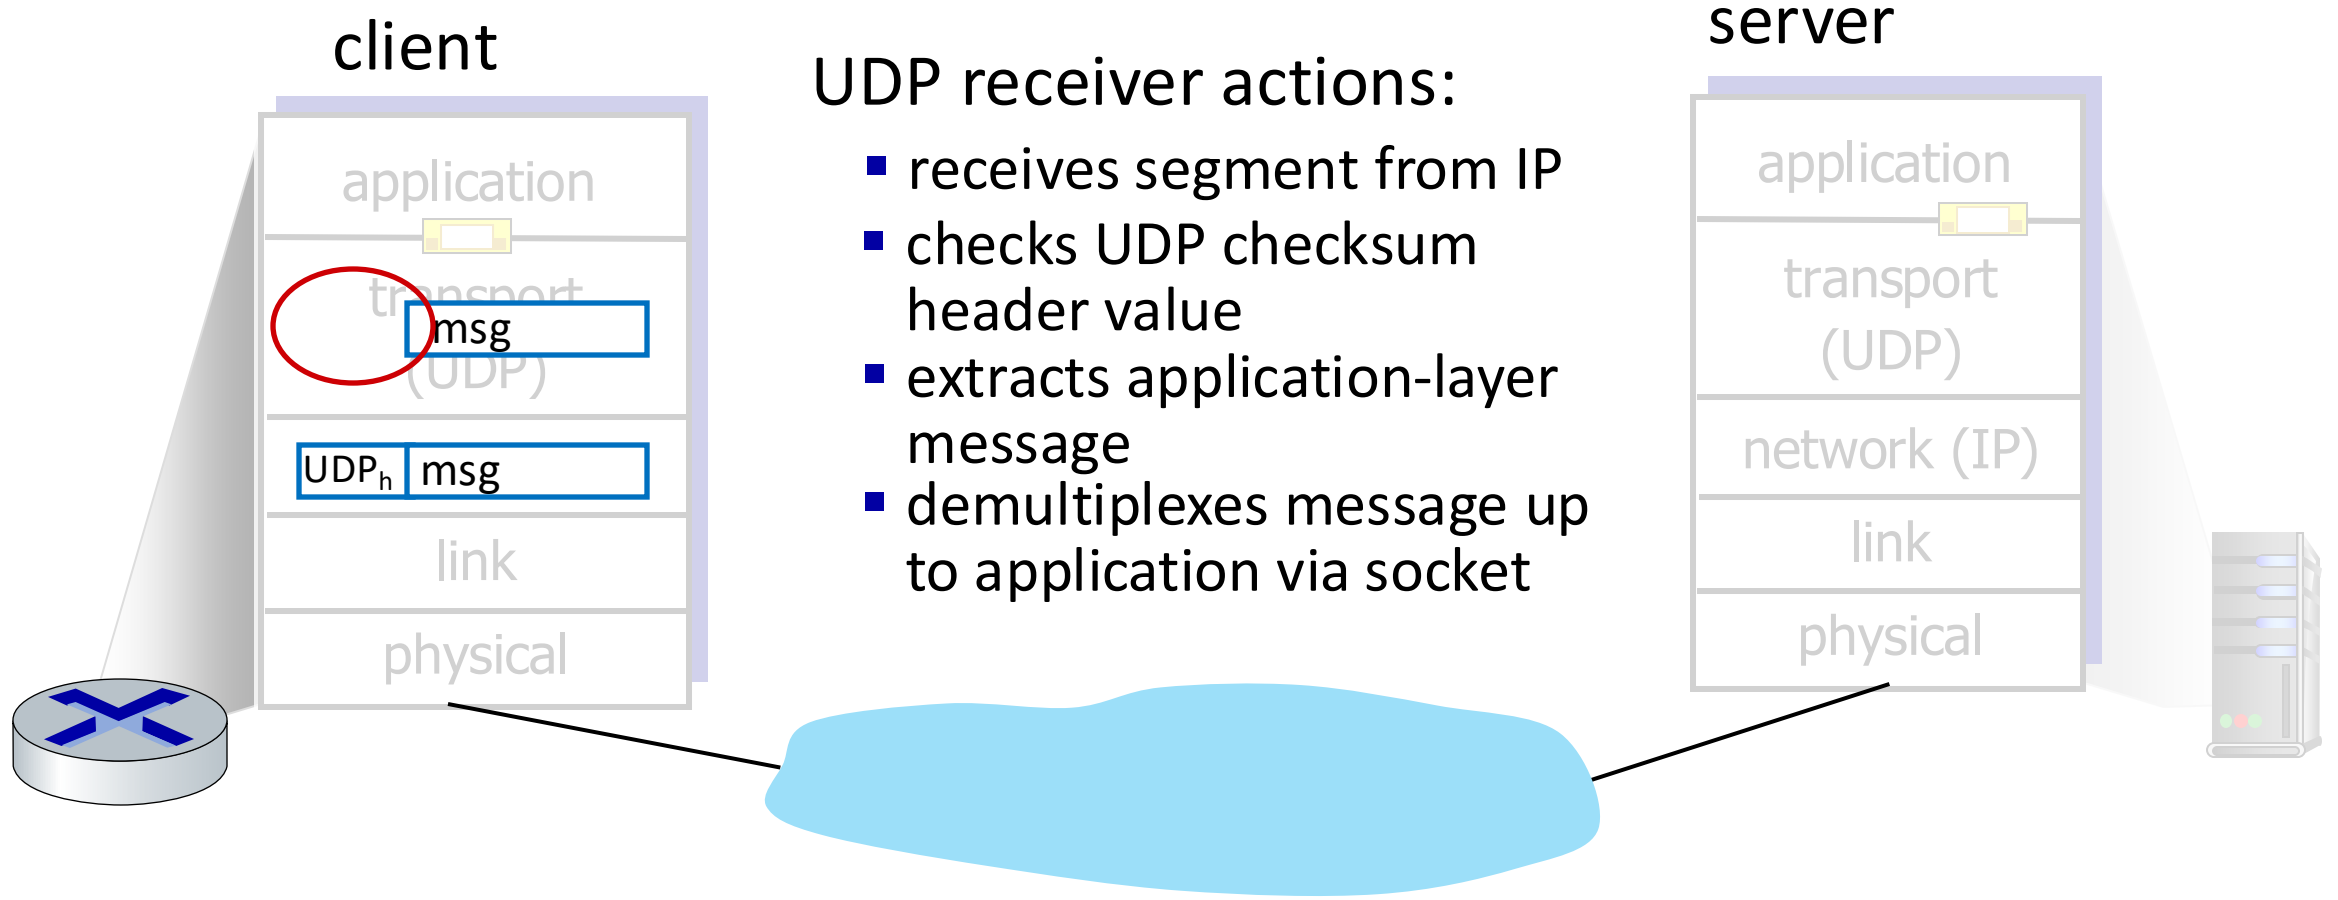 client
application
transport
msg
(UDP)
UDPh msg
link
physical
UDP receiver actions:
receives segment from IP
checks UDP checksum
header value
extracts application-layer
message
demultiplexes message up
to application via socket
server
application
transport
(UDP)
network (IP)
link
physical